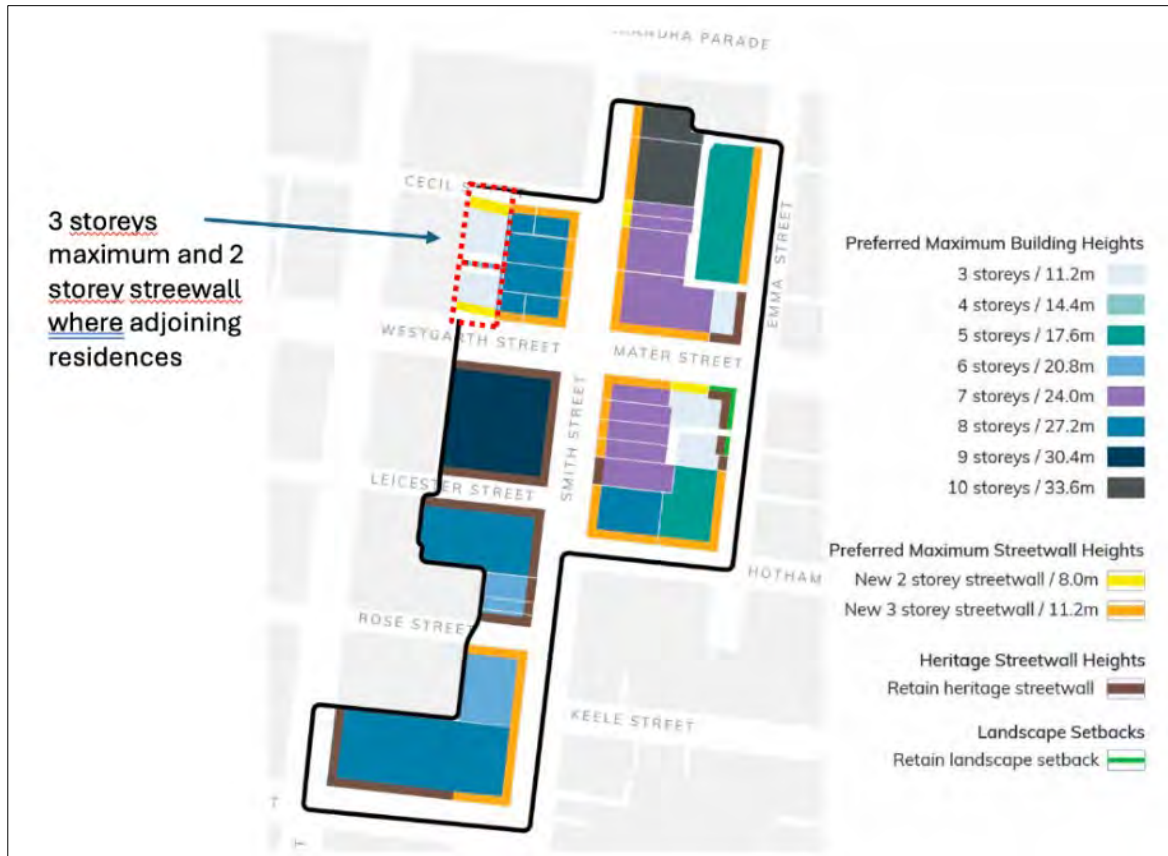 PARADE
CECIL
3 storeys
maximum and 2
storey streewall
where adjoining
residences
EMMA STREET
Preferred Maximum Building Heights
3 storeys / 11.2m
4 storeys / 14.4m
5 storeys / 17.6m
6 storeys / 20.8m
7 storeys / 24.0m
8 storeys / 27.2m
9 storeys / 30.4m
10 storeys / 33.6m
WESTGARTH STREET
MATER STREET
SMITH STREET
LEICESTER STREET
Preferred Maximum Streetwall Heights
New 2 storey streetwall / 8.0m
New 3 storey streetwall / 11.2m
HOTHAM
ROSE STREET
Heritage Streetwall Heights
Retain heritage streetwall
KEELE STREET
Landscape Setbacks
Retain landscape setback
T
T